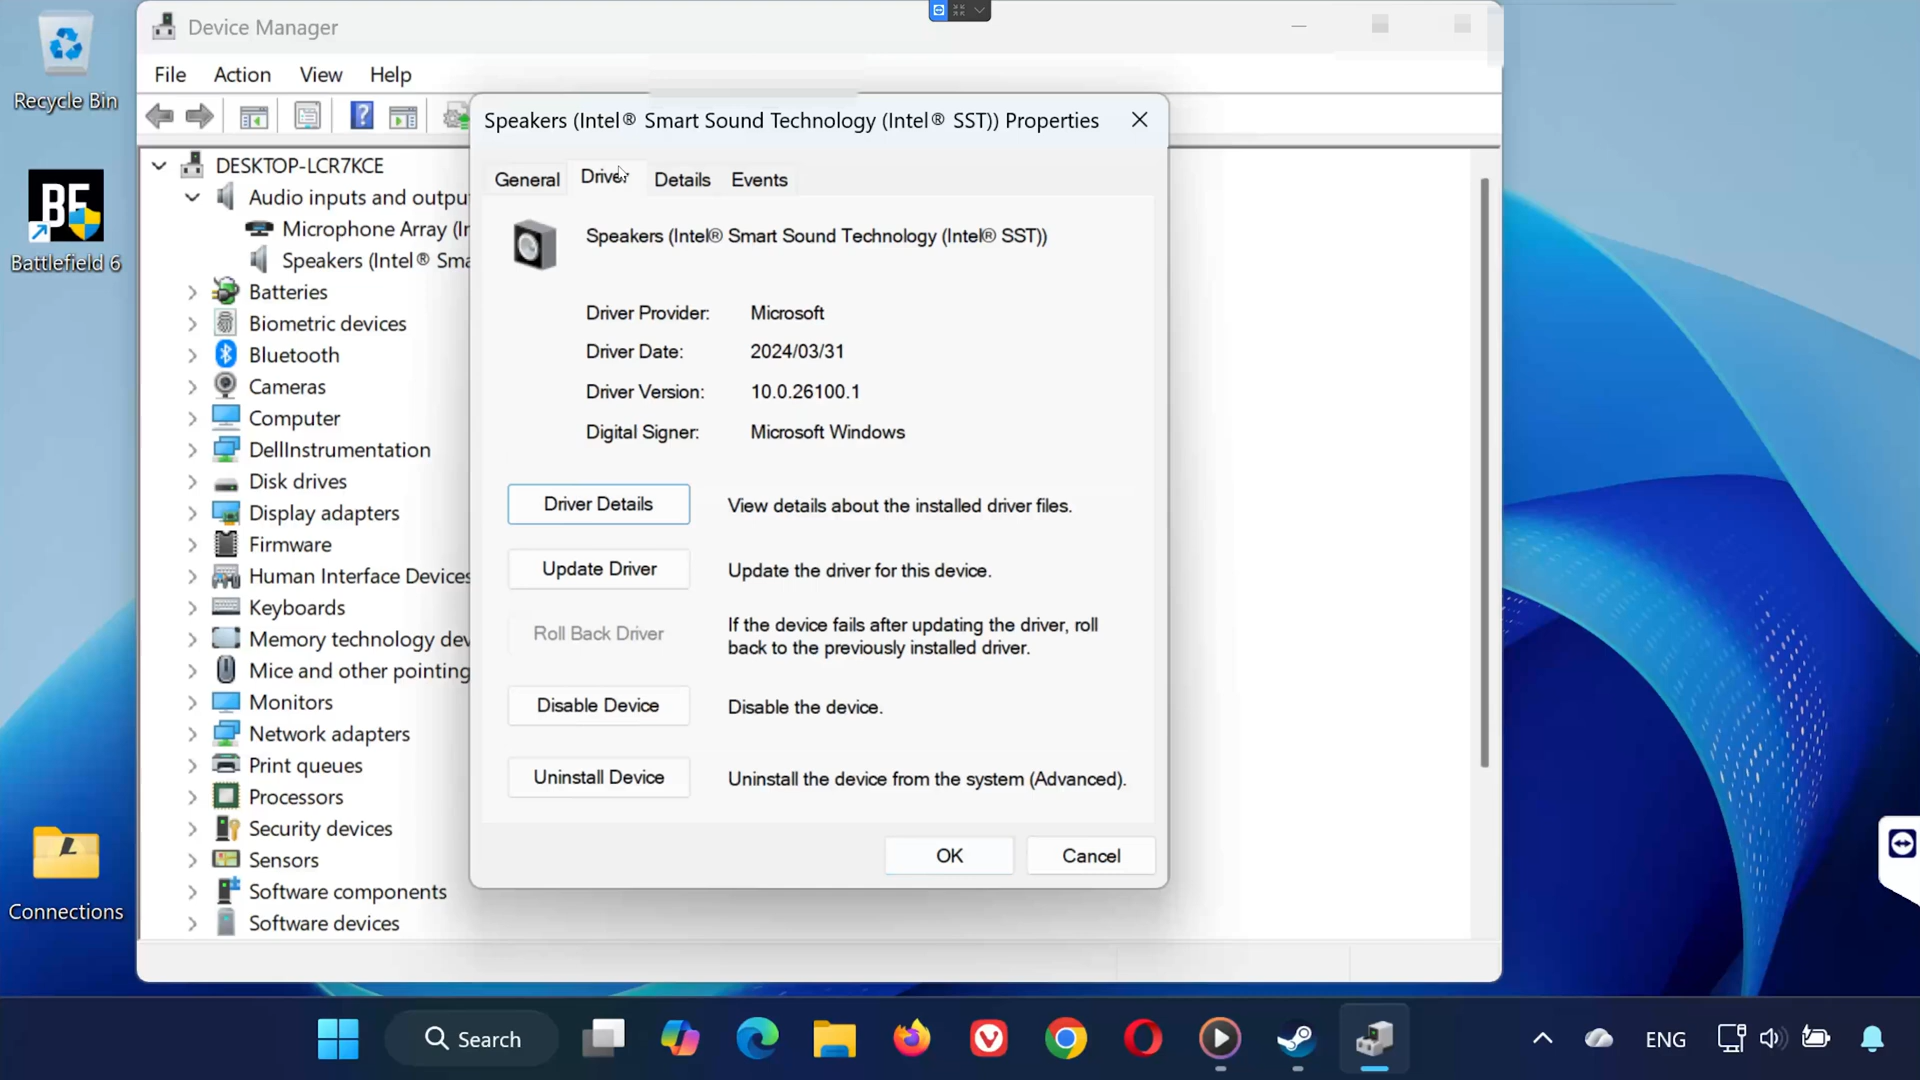 Recycle Bin
BF
Battlefield 6
Connections
Device Manager
File Action View Help
DESKTOP-LCR7KCE
Audio inputs and outpu
Microphone Array (In
Speakers (Intel® Sma
Batteries
Biometric devices
Bluetooth
Cameras
Computer
DellInstrumentation
Disk drives
Display adapters
Firmware
Human Interface Devices
Keyboards
Memory technology dev
Mice and other pointing
Monitors
Network adapters
Print queues
Processors
Security devices
Sensors
Software components
Software devices
Speakers (Intel® Smart Sound Technology (Intel® SST)) Properties
General Driver Details Events
Speakers (Intel® Smart Sound Technology (Intel® SST))
Driver Provider: Microsoft
Driver Date: 2024/03/31
Driver Version: 10.0.26100.1
Digital Signer: Microsoft Windows
Driver Details View details about the installed driver files.
Update Driver Update the driver for this device.
Roll Back Driver If the device fails after updating the driver, roll
back to the previously installed driver.
Disable Device Disable the device.
Uninstall Device Uninstall the device from the system (Advanced).
OK Cancel
Search
ENG